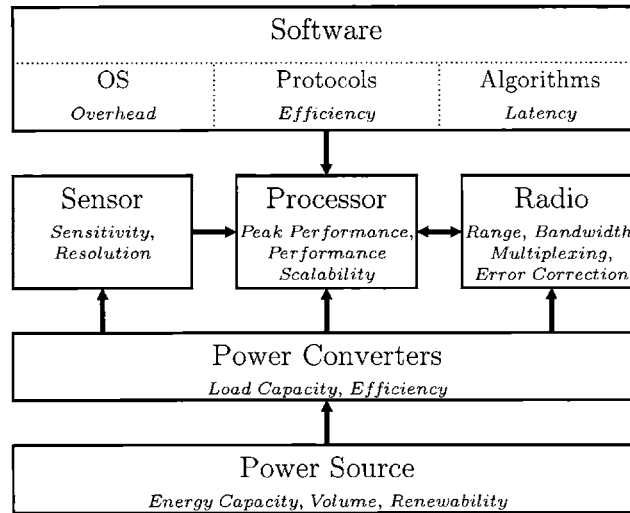 Software
OS
Overhead
Protocols
Efficiency
Algorithms
Latency
Sensor
Sensitivity,
Resolution
Processor
Peak Performance,
Performance
Scalability
Radio
Range, Bandwidth
Multiplexing,
Error Correction
Power Converters
Load Capacity, Efficiency
Power Source
Energy Capacity, Volume, Renewability